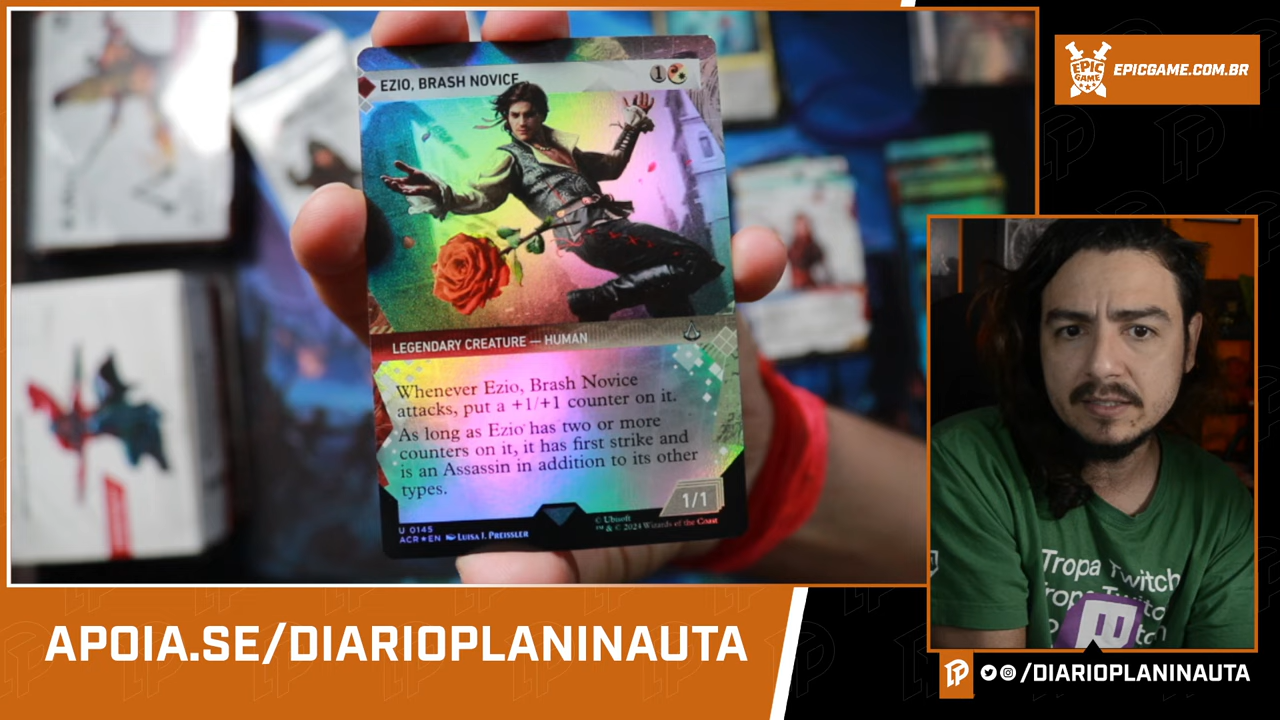 EZIO, BRASH NOVICE
1
LEGENDARY CREATURE — HUMAN
Whenever Ezio, Brash Novice
attacks, put a +1/+1 counter on it.
As long as Ezio has two or more
counters on it, it has first strike and
is an Assassin in addition to its other
types.
1/1
U 0145
ACR★EN LUISA J. PREISSLER
© Ubisoft
™ & © 2024 Wizards of the Coast
EPIC
GAME
EPICGAME.COM.BR
Tropa Twitch
APOIA.SE/DIARIOPLANINAUTA
/DIARIOPLANINAUTA